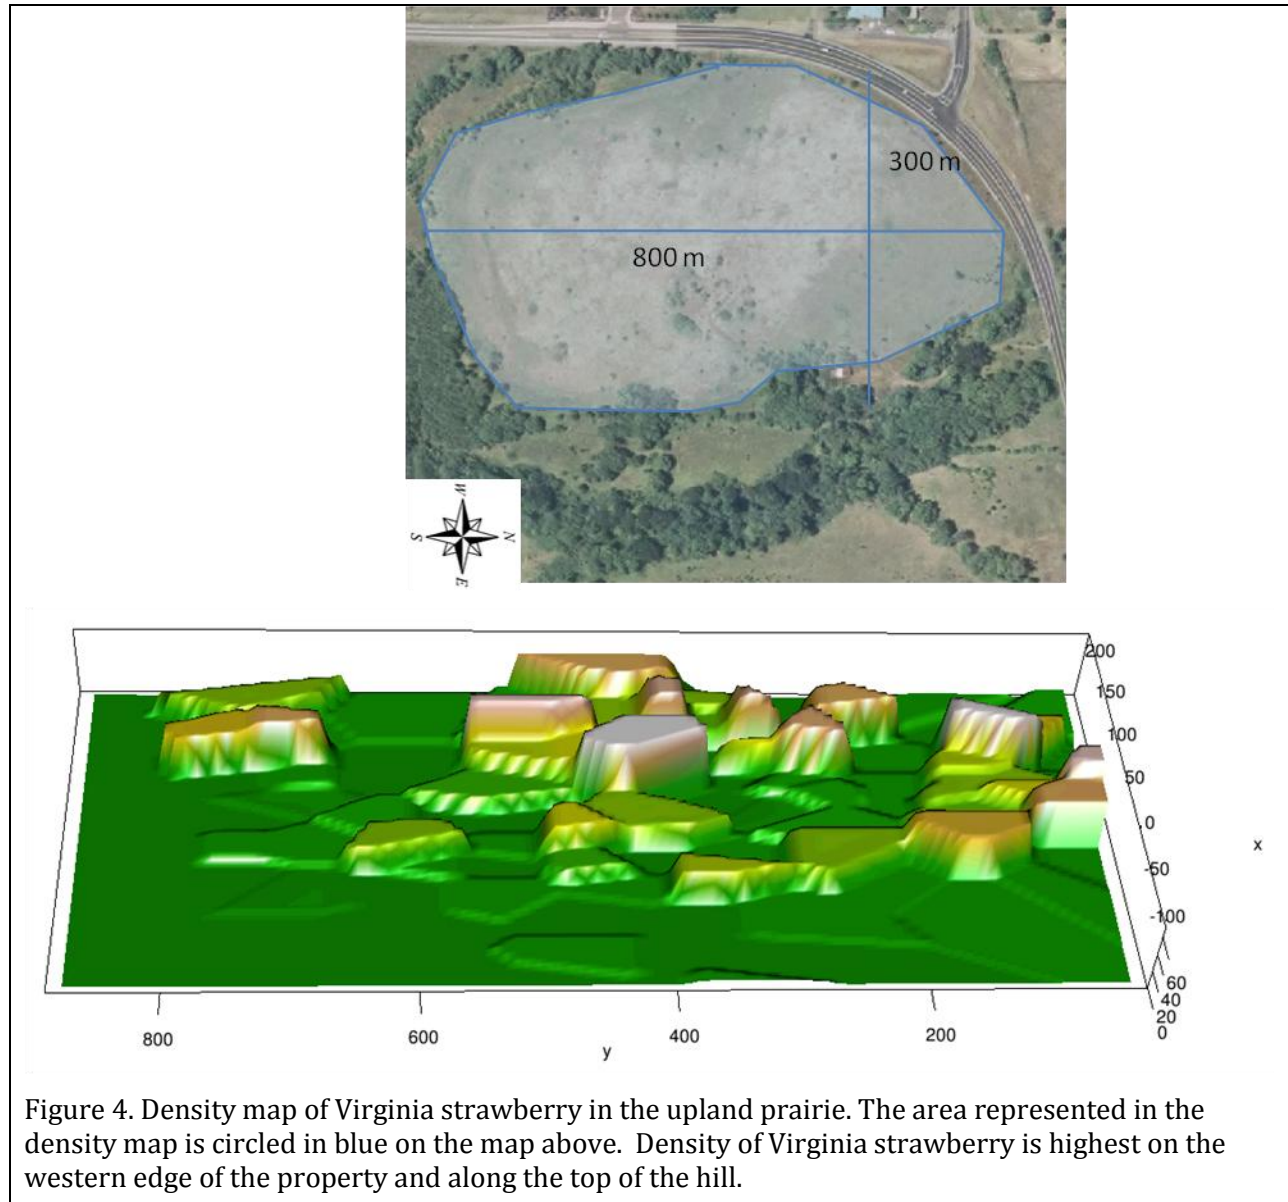 300 m
800 m
W
S
N
E
200
150
100
50
0
-50
-100
x
60
40
20
0
800
600
400
200
y
Figure 4. Density map of Virginia strawberry in the upland prairie. The area represented in the
density map is circled in blue on the map above.  Density of Virginia strawberry is highest on the
western edge of the property and along the top of the hill.